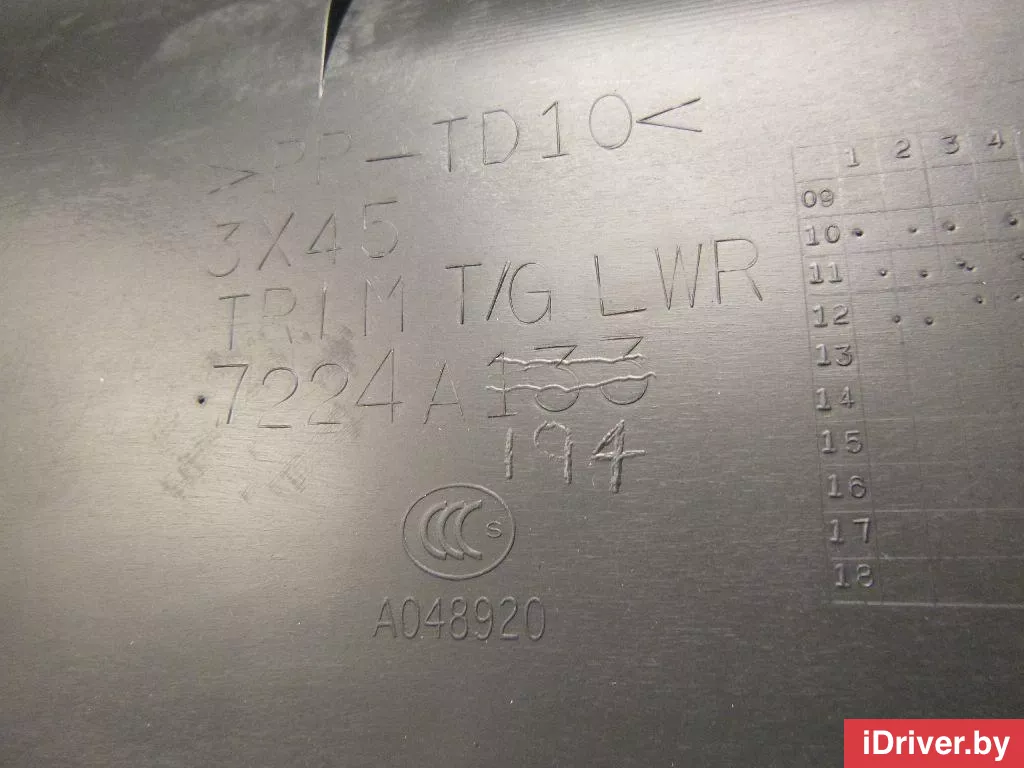 >PP-TD10<
3X45
TRIM T/G LWR
7224A133
194
CCC S
A048920
1 2 3 4
09
10
11
12
13
14
15
16
17
18
iDriver.by